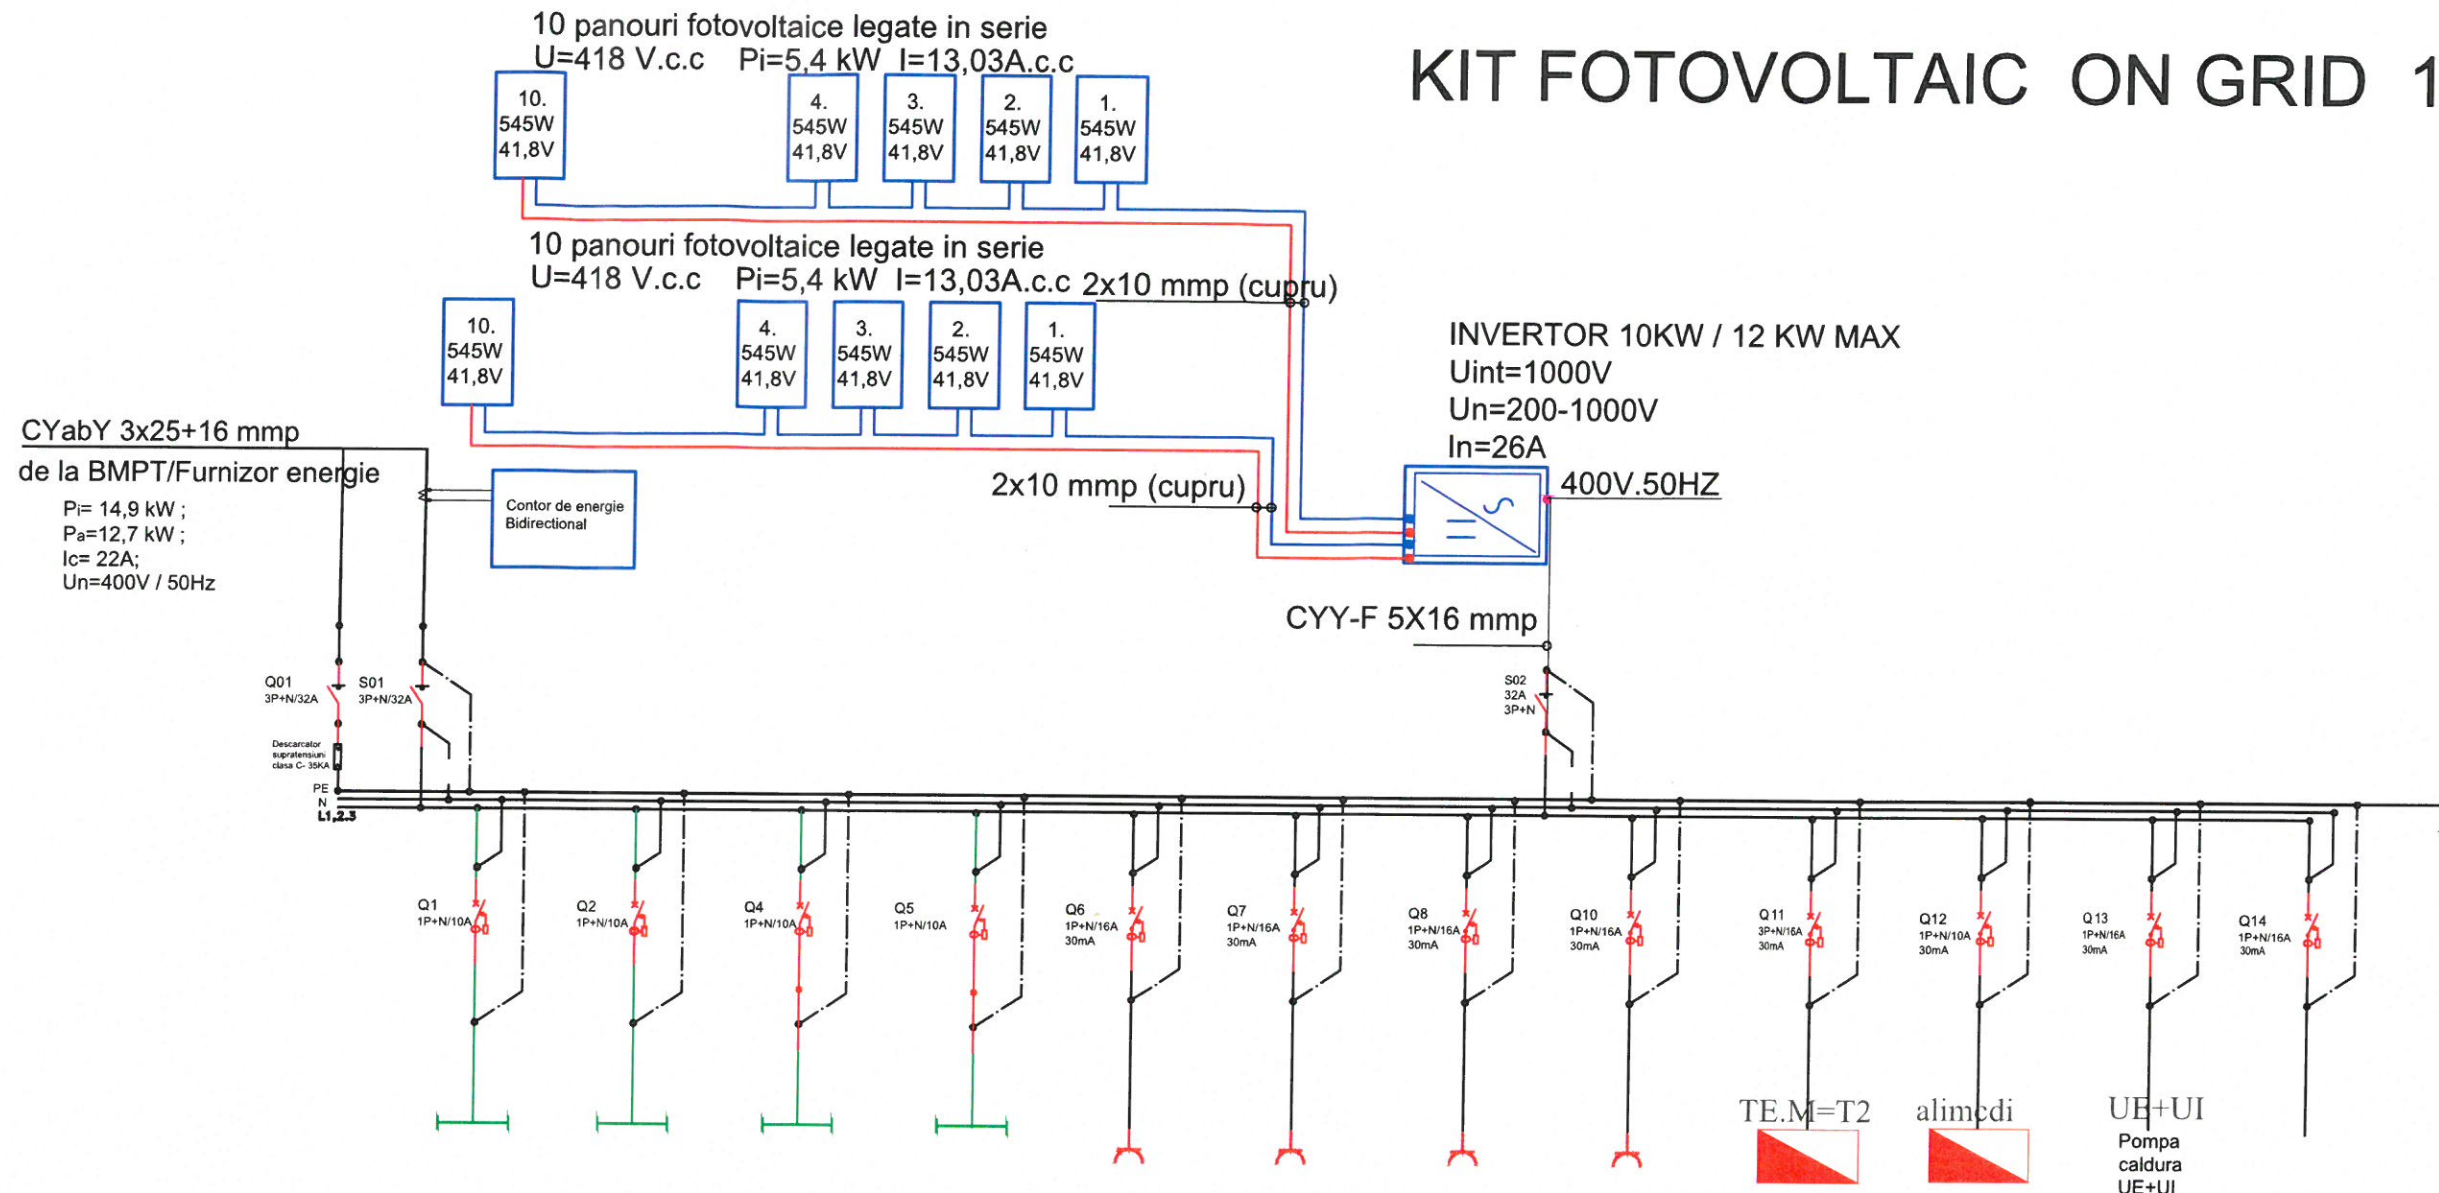 10 panouri fotovoltaice legate in serie
U=418 V.c.c Pi=5,4 kW I=13,03A.c.c
KIT FOTOVOLTAIC ON GRID 1
10.
545W
41,8V
4.
545W
41,8V
3.
545W
41,8V
2.
545W
41,8V
1.
545W
41,8V
10 panouri fotovoltaice legate in serie
U=418 V.c.c Pi=5,4 kW I=13,03A.c.c
2x10 mmp (cupru)
10.
545W
41,8V
4.
545W
41,8V
3.
545W
41,8V
2.
545W
41,8V
1.
545W
41,8V
INVERTOR 10KW / 12 KW MAX
Uint=1000V
Un=200-1000V
In=26A
400V.50HZ
CYabY 3x25+16 mmp
de la BMPT/Furnizor energie
Pi= 14,9 kW ;
Pa=12,7 kW ;
Ic= 22A;
Un=400V / 50Hz
Contor de energie
Bidirectional
2x10 mmp (cupru)
CYY-F 5X16 mmp
Q01
3P+N/32A
S01
3P+N/32A
S02
32A
3P+N
Descarcator
supratensiuni
clasa C- 35KA
PE
N
L1,2.3
Q1
1P+N/10A
Q2
1P+N/10A
Q4
1P+N/10A
Q5
1P+N/10A
Q6
1P+N/16A
30mA
Q7
1P+N/16A
30mA
Q8
1P+N/16A
30mA
Q10
1P+N/16A
30mA
Q11
3P+N/16A
30mA
Q12
1P+N/10A
30mA
Q13
1P+N/16A
30mA
Q14
1P+N/16A
30mA
TE.M=T2
alimcdi
UE+UI
Pompa
caldura
UE+UI